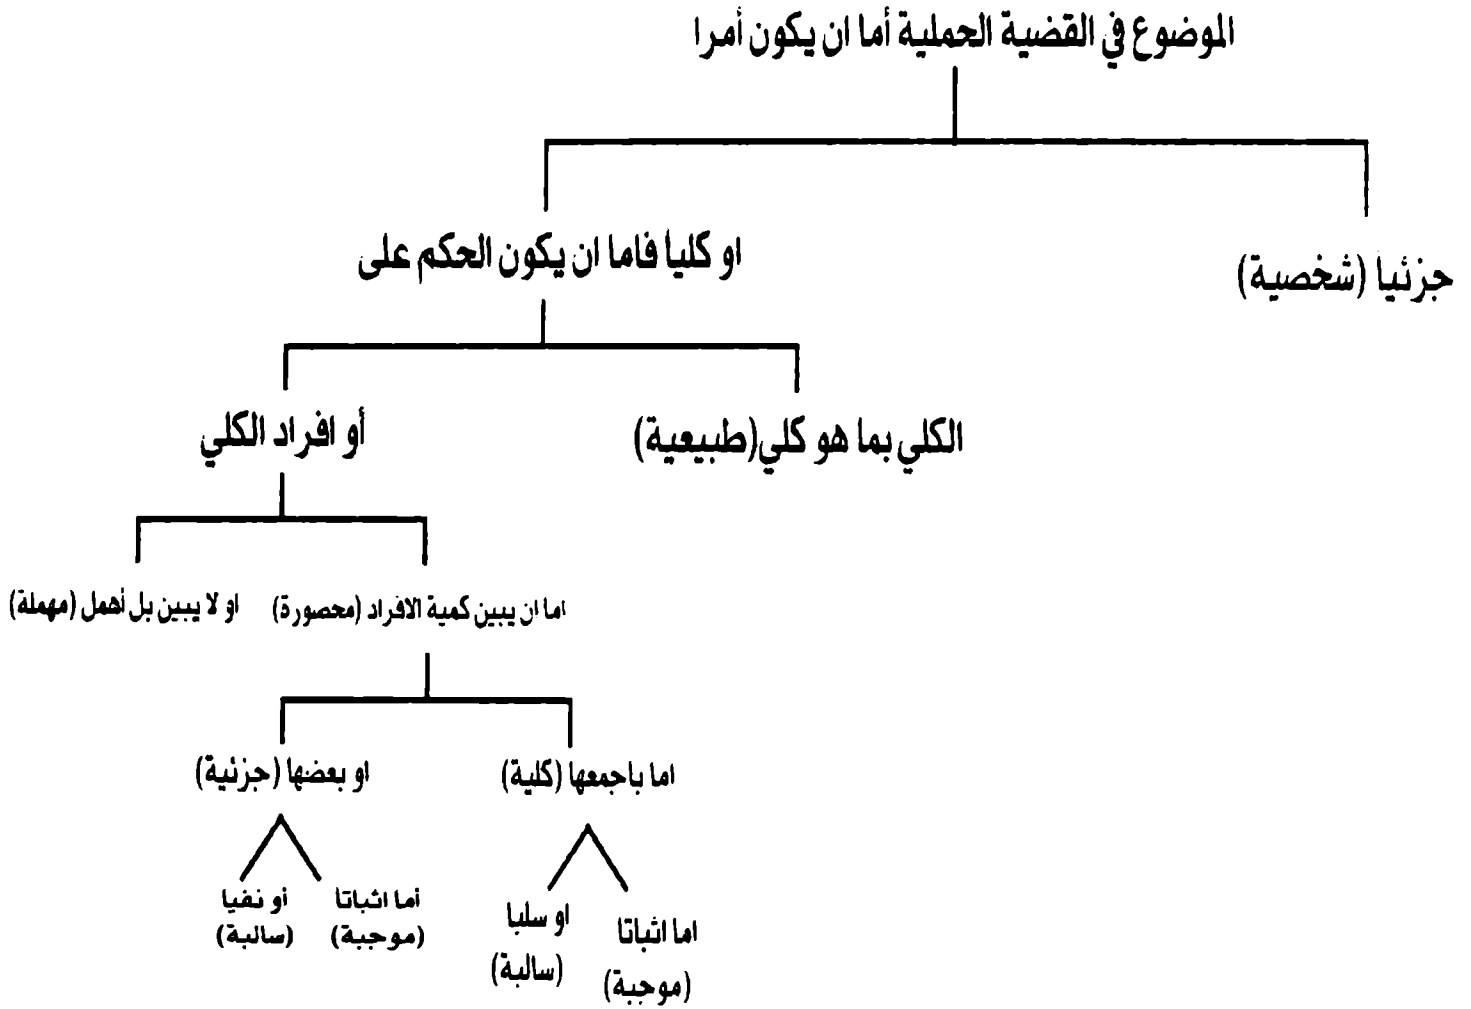 الموضوع في القضية الحملية أما ان يكون أمرا
جزئيا (شخصية)
او كليا فاما ان يكون الحكم على
الكلي بما هو كلي(طبيعية)
أو افراد الكلي
اما ان يبين كمية الافراد (محصورة)
او لا يبين بل أهمل (مهملة)
اما باجمعها (كلية)
او بعضها (جزئية)
اما اثباتا
(موجبة)
او سلبا
(سالبة)
أما اثباتا
(موجبة)
أو نفيا
(سالبة)